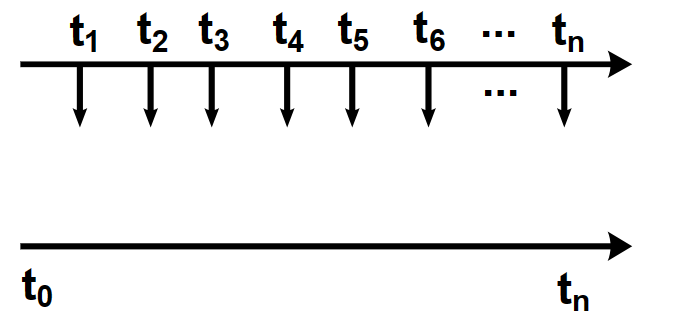 t₁ t₂ t₃ t₄ t₅ t₆ ... tₙ
...
t₀ tₙ